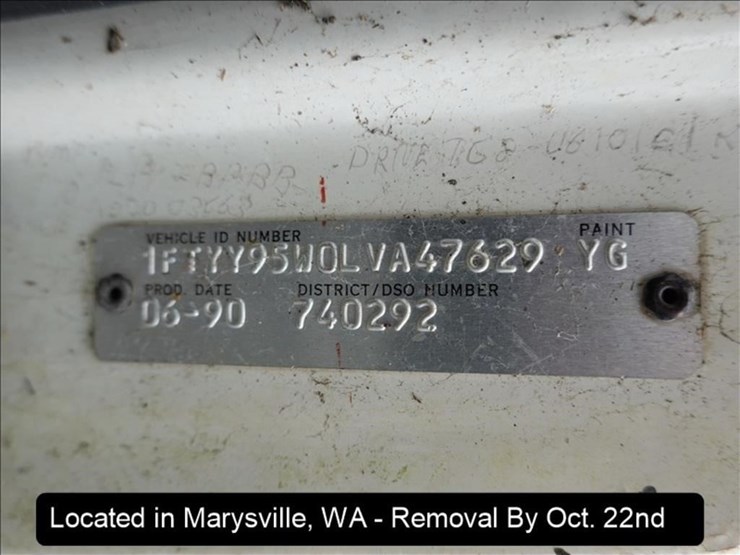 DRIVE
VEHICLE ID NUMBER PAINT
1FTYY95W0LVA47629 YG
PROD. DATE DISTRICT/DSO NUMBER
06-90 740292
Located in Marysville, WA - Removal By Oct. 22nd